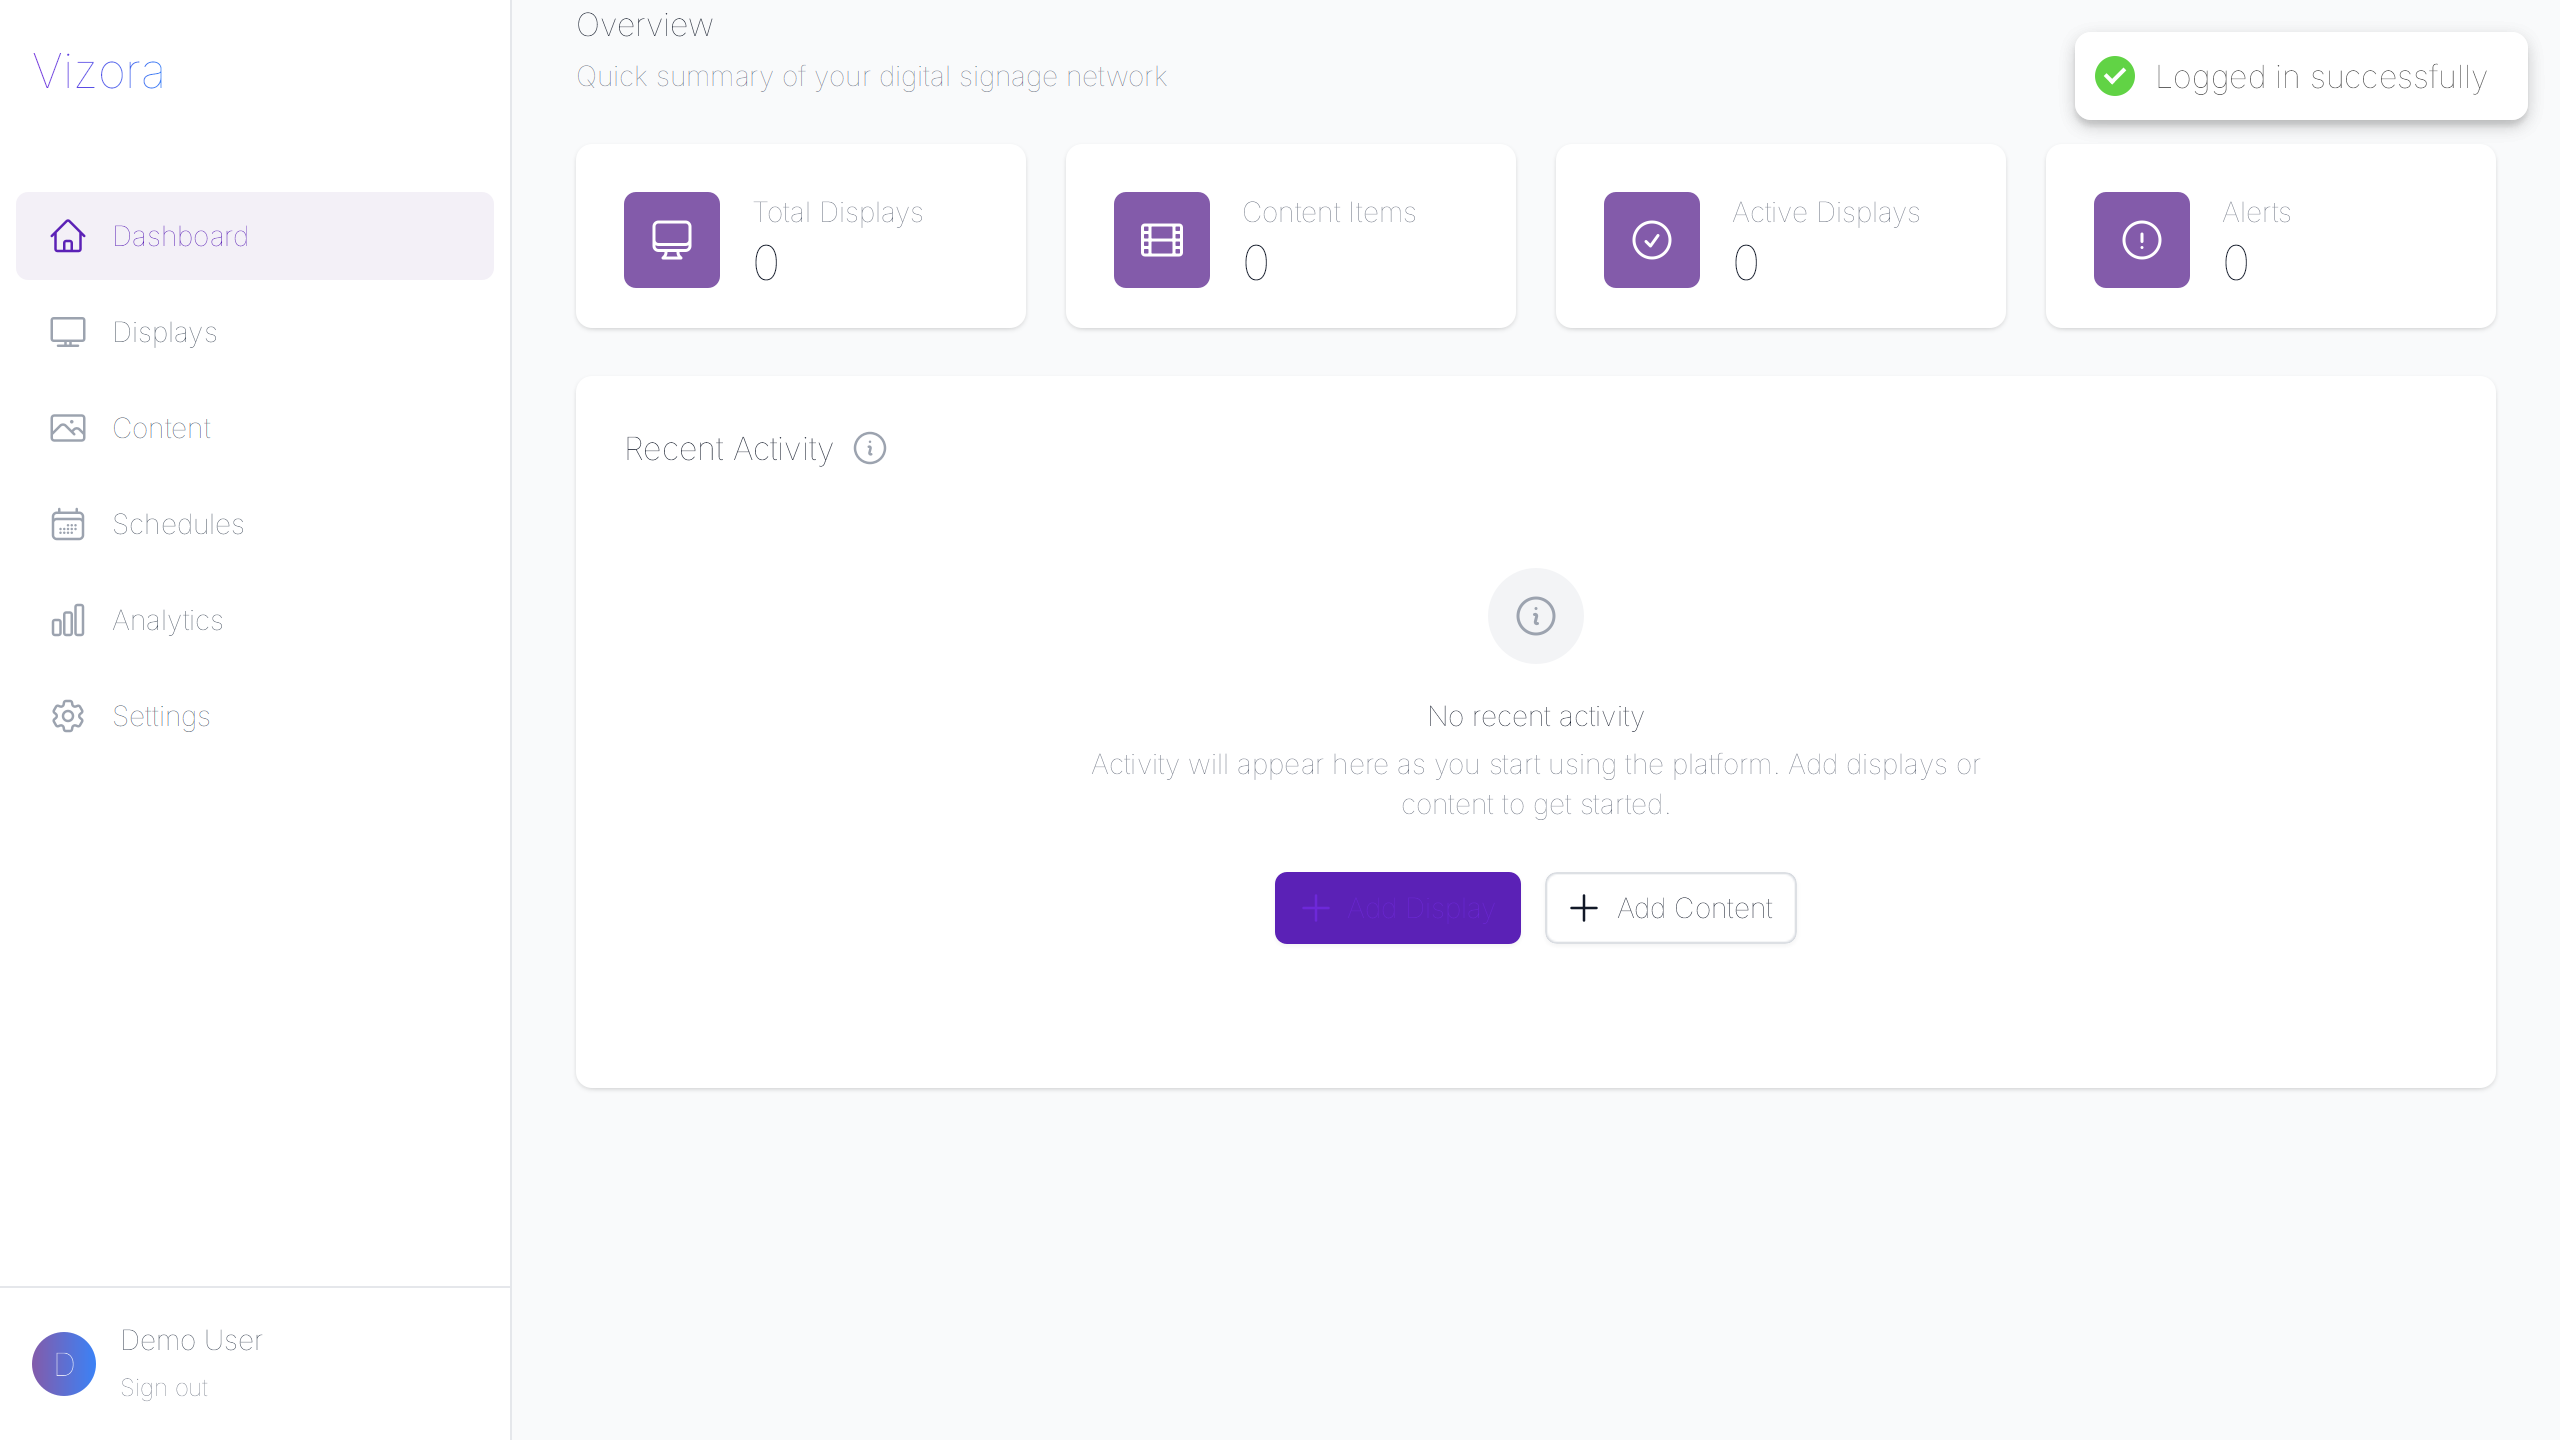 Vizora
Dashboard
Displays
Content
Schedules
Analytics
Settings
Demo User
D
Sign out
Overview
Quick summary of your digital signage network
Logged in successfully
Total Displays
0
Content Items
0
Active Displays
0
Alerts
0
Recent Activity
No recent activity
Activity will appear here as you start using the platform. Add displays or
content to get started.
Add Display
Add Content